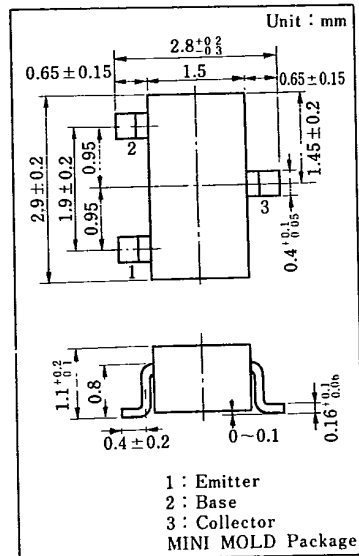 Unit : mm
2.8 +0.2 −0.3
0.65±0.15
1.5
0.65±0.15
2.9±0.2
1.9±0.2
0.95
0.95
2
1
3
1.45±0.2
0.4 +0.1 −0.05
1.1 +0.2 −0.1
0.8
0.4±0.2
0~0.1
0.16 +0.1 −0.06
1 : Emitter
2 : Base
3 : Collector
MINI MOLD Package